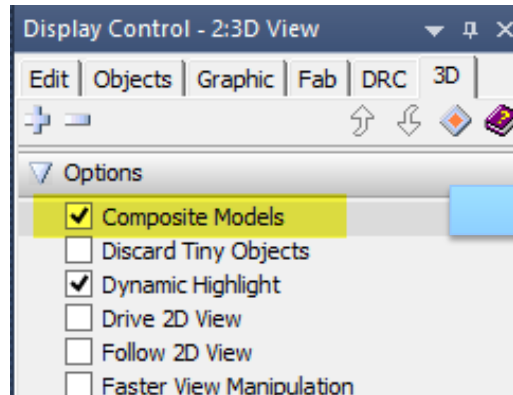 Display Control - 2:3D View
Edit Objects Graphic Fab DRC 3D
Options
Composite Models
Discard Tiny Objects
Dynamic Highlight
Drive 2D View
Follow 2D View
Faster View Manipulation